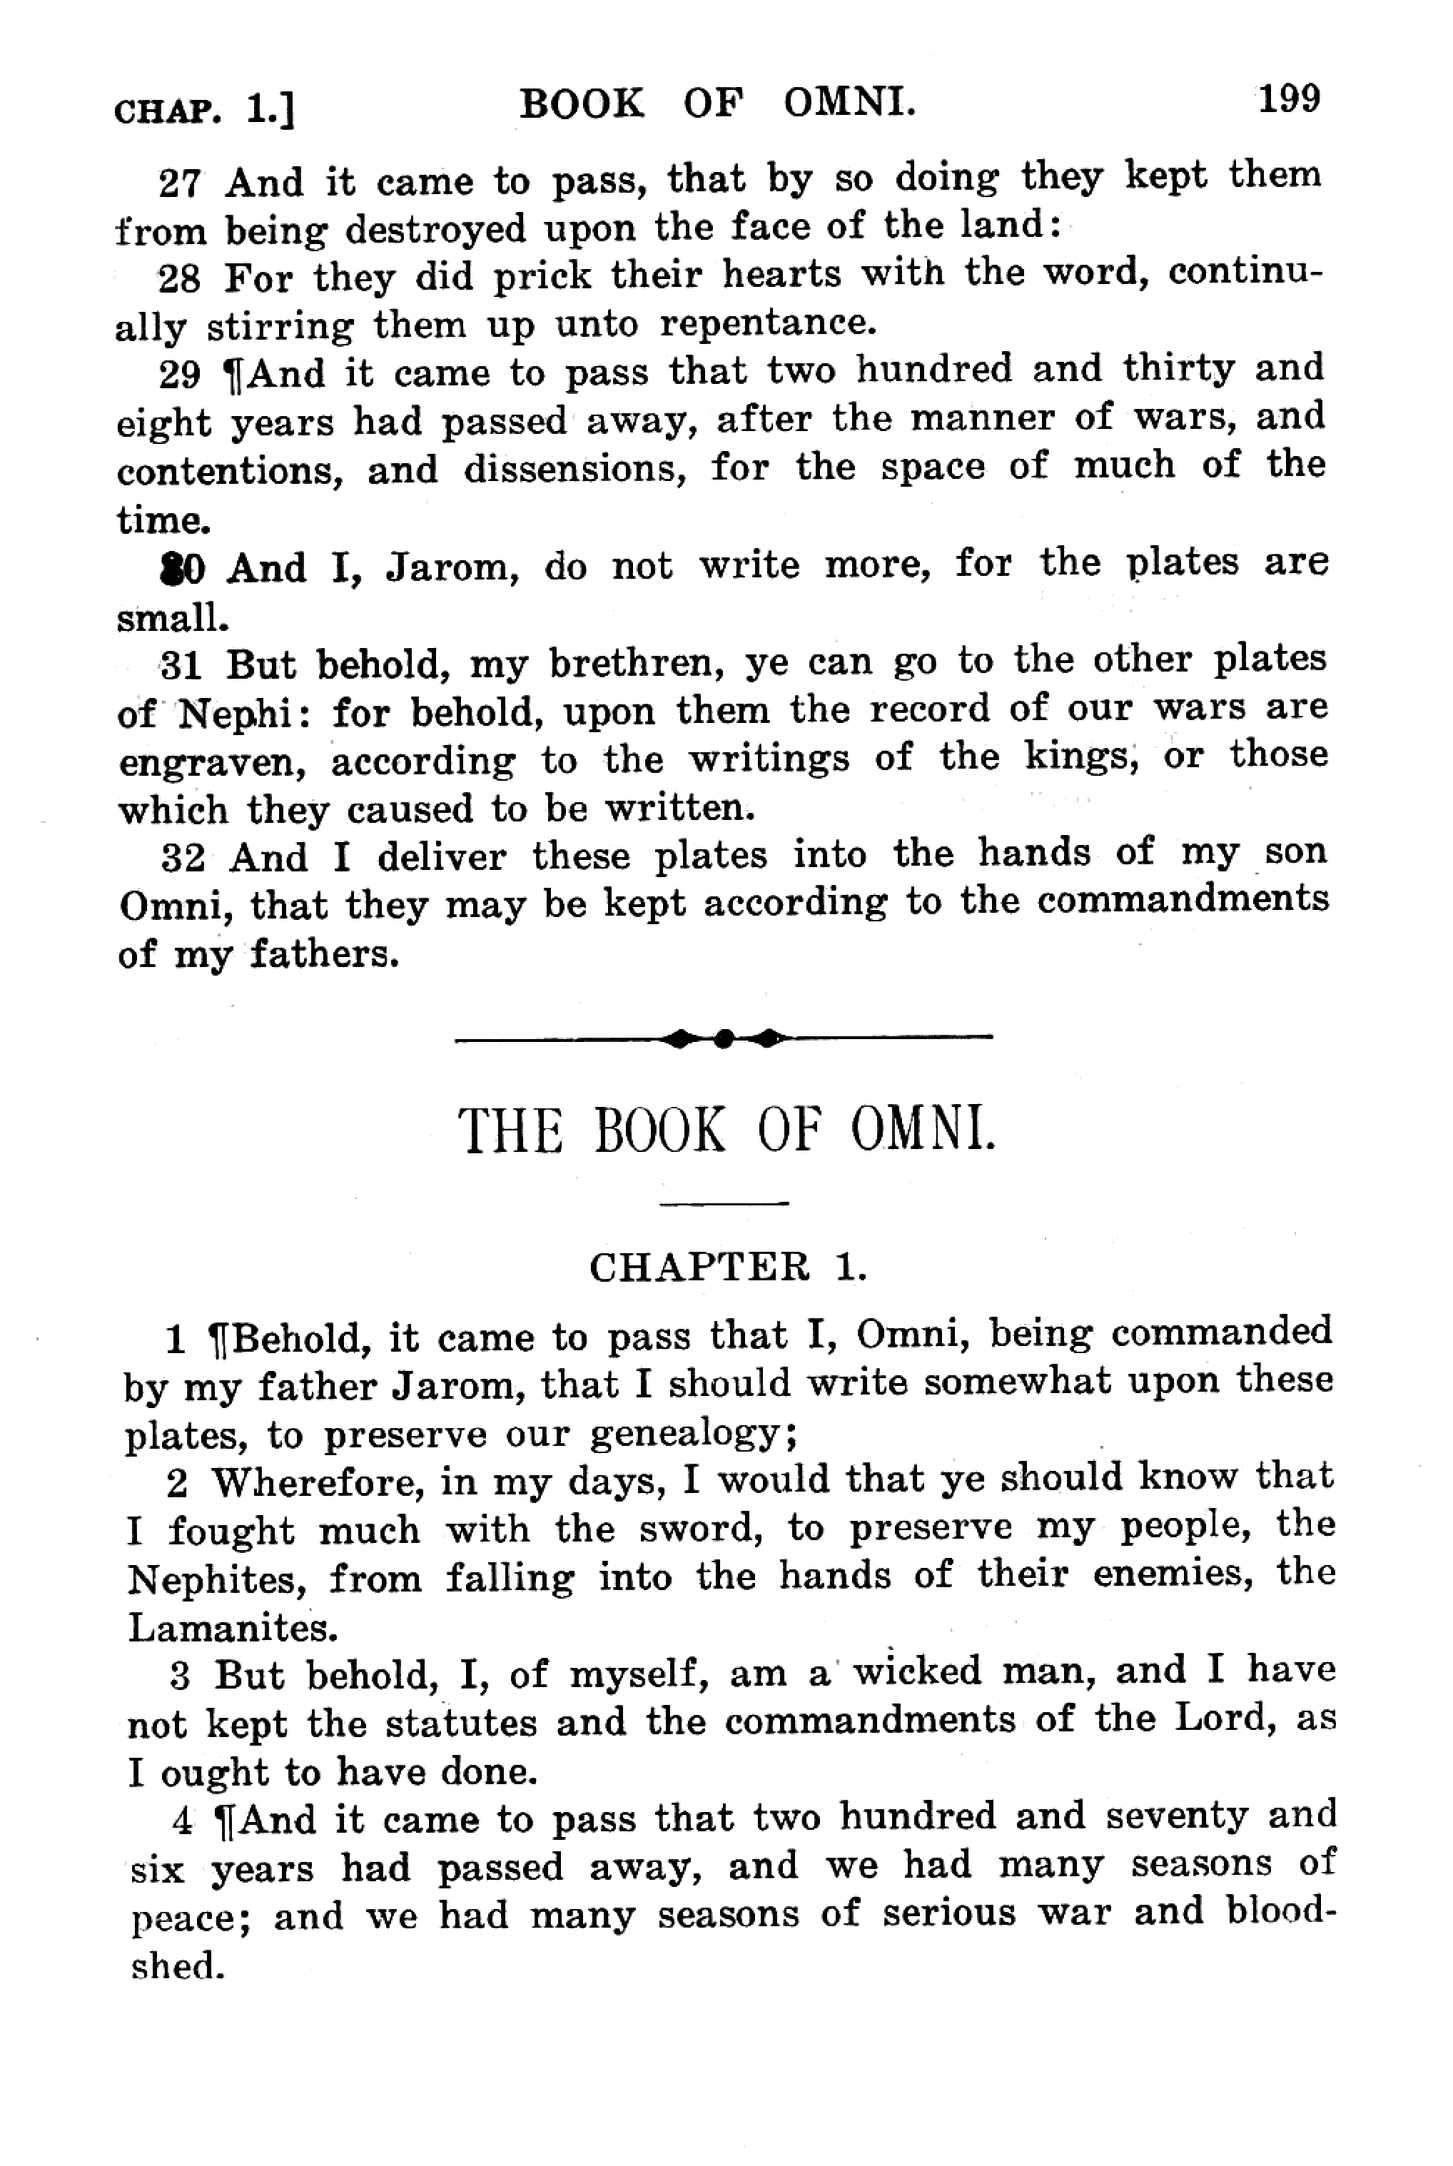 CHAP. 1.] BOOK OF OMNI. 199
27 And it came to pass, that by so doing they kept them
from being destroyed upon the face of the land:
28 For they did prick their hearts with the word, continu-
ally stirring them up unto repentance.
29 ¶And it came to pass that two hundred and thirty and
eight years had passed away, after the manner of wars, and
contentions, and dissensions, for the space of much of the
time.
30 And I, Jarom, do not write more, for the plates are
small.
31 But behold, my brethren, ye can go to the other plates
of Nephi: for behold, upon them the record of our wars are
engraven, according to the writings of the kings, or those
which they caused to be written.
32 And I deliver these plates into the hands of my son
Omni, that they may be kept according to the commandments
of my fathers.
THE BOOK OF OMNI.
CHAPTER 1.
1 ¶Behold, it came to pass that I, Omni, being commanded
by my father Jarom, that I should write somewhat upon these
plates, to preserve our genealogy;
2 Wherefore, in my days, I would that ye should know that
I fought much with the sword, to preserve my people, the
Nephites, from falling into the hands of their enemies, the
Lamanites.
3 But behold, I, of myself, am a wicked man, and I have
not kept the statutes and the commandments of the Lord, as
I ought to have done.
4 ¶And it came to pass that two hundred and seventy and
six years had passed away, and we had many seasons of
peace; and we had many seasons of serious war and blood-
shed.